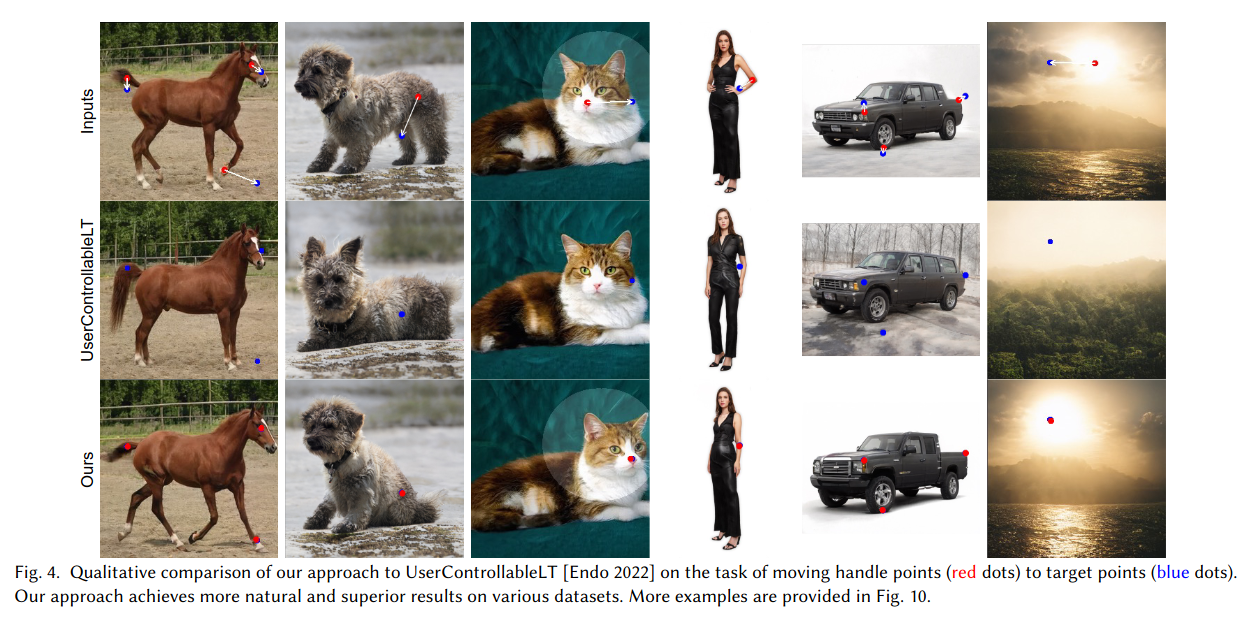 Inputs
UserControllableLT
Ours
Fig. 4. Qualitative comparison of our approach to UserControllableLT [Endo 2022] on the task of moving handle points (red dots) to target points (blue dots).
Our approach achieves more natural and superior results on various datasets. More examples are provided in Fig. 10.